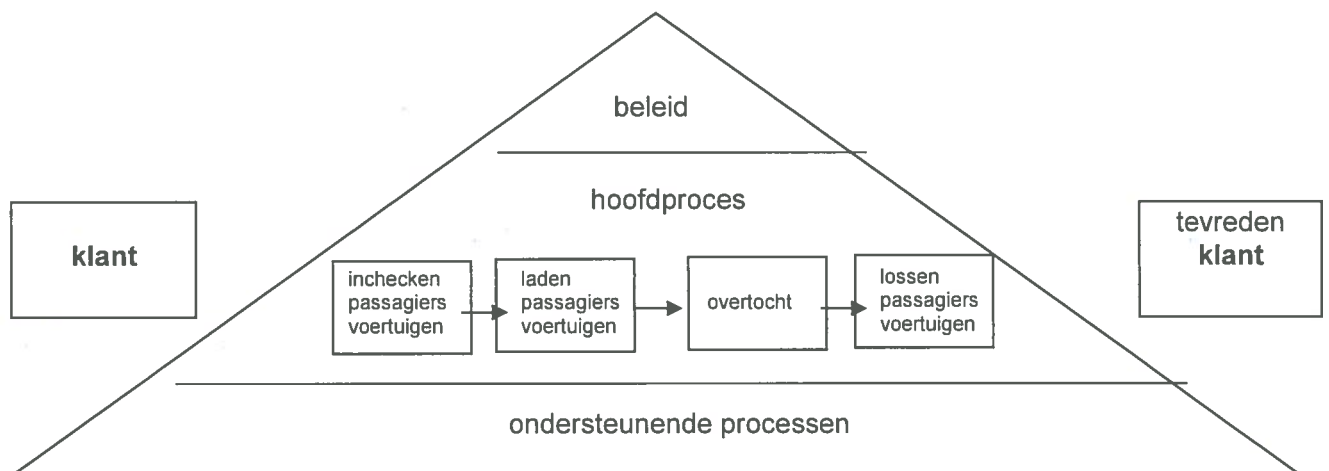 beleid
hoofdproces
klant
tevreden
klant
inchecken
passagiers
voertuigen
laden
passagiers
voertuigen
overtocht
lossen
passagiers
voertuigen
ondersteunende processen